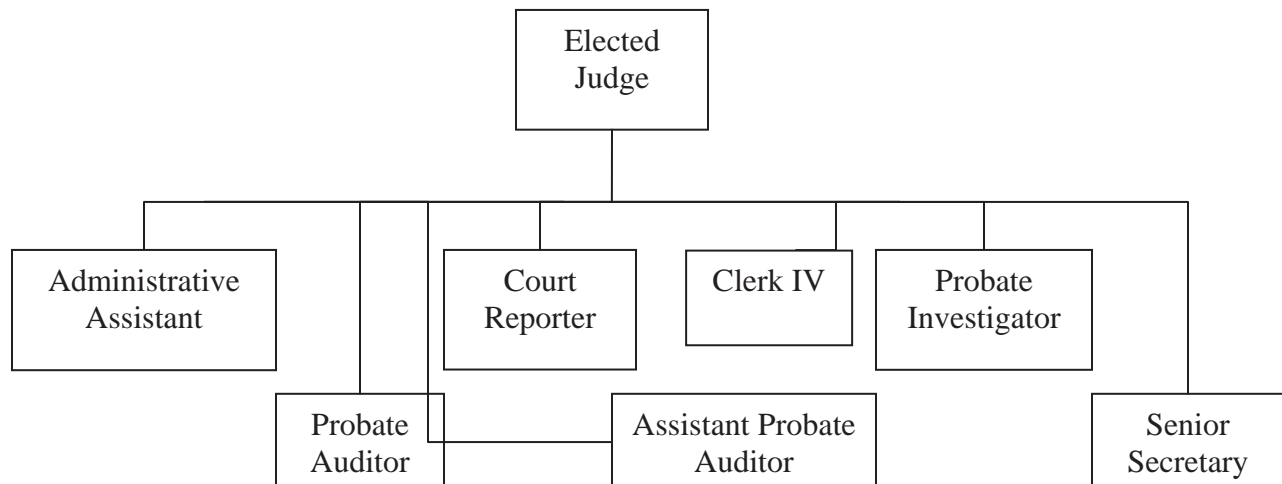 Elected
Judge
Administrative
Assistant
Court
Reporter
Clerk IV
Probate
Investigator
Probate
Auditor
Assistant Probate
Auditor
Senior
Secretary